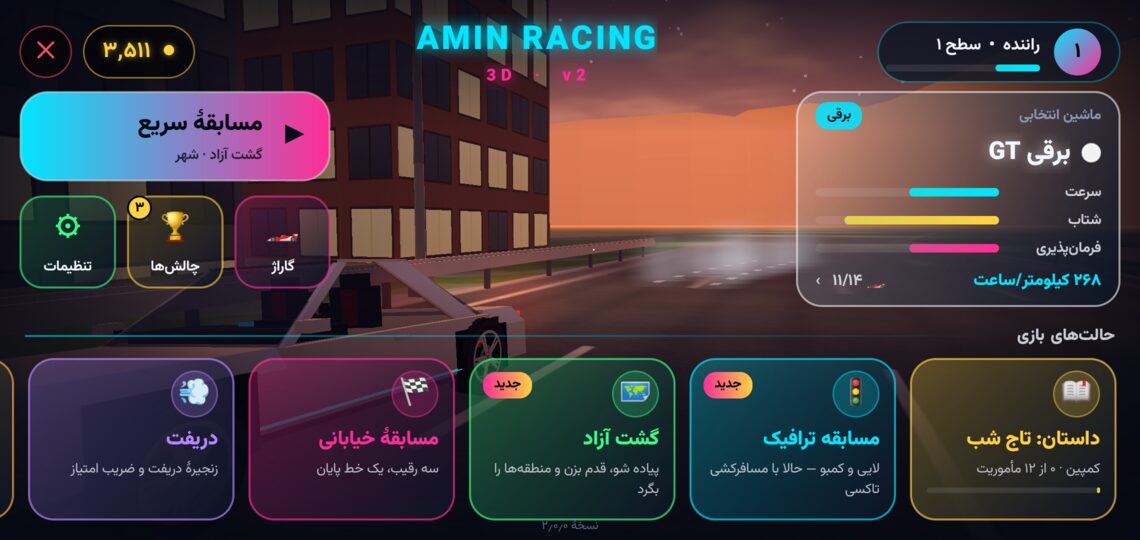 AMIN RACING
3D · v2
۱
راننده • سطح ۱
۳,۵۱۱
ماشین انتخابی
برقی
برقی GT
سرعت
شتاب
فرمان‌پذیری
۲۶۸ کیلومتر/ساعت
۱۱/۱۴ ›
مسابقهٔ سریع
گشت آزاد · شهر
گاراژ
چالش‌ها
۳
تنظیمات
حالت‌های بازی
داستان: تاج شب
کمپین · ۰ از ۱۲ مأموریت
جدید
مسابقه ترافیک
لایی و کمبو – حالا با مسافرکشی
تاکسی
جدید
گشت آزاد
پیاده شو، قدم بزن و منطقه‌ها را
بگرد
مسابقهٔ خیابانی
سه رقیب، یک خط پایان
دریفت
زنجیرهٔ دریفت و ضریب امتیاز
نسخهٔ ۲٫۰٫۰